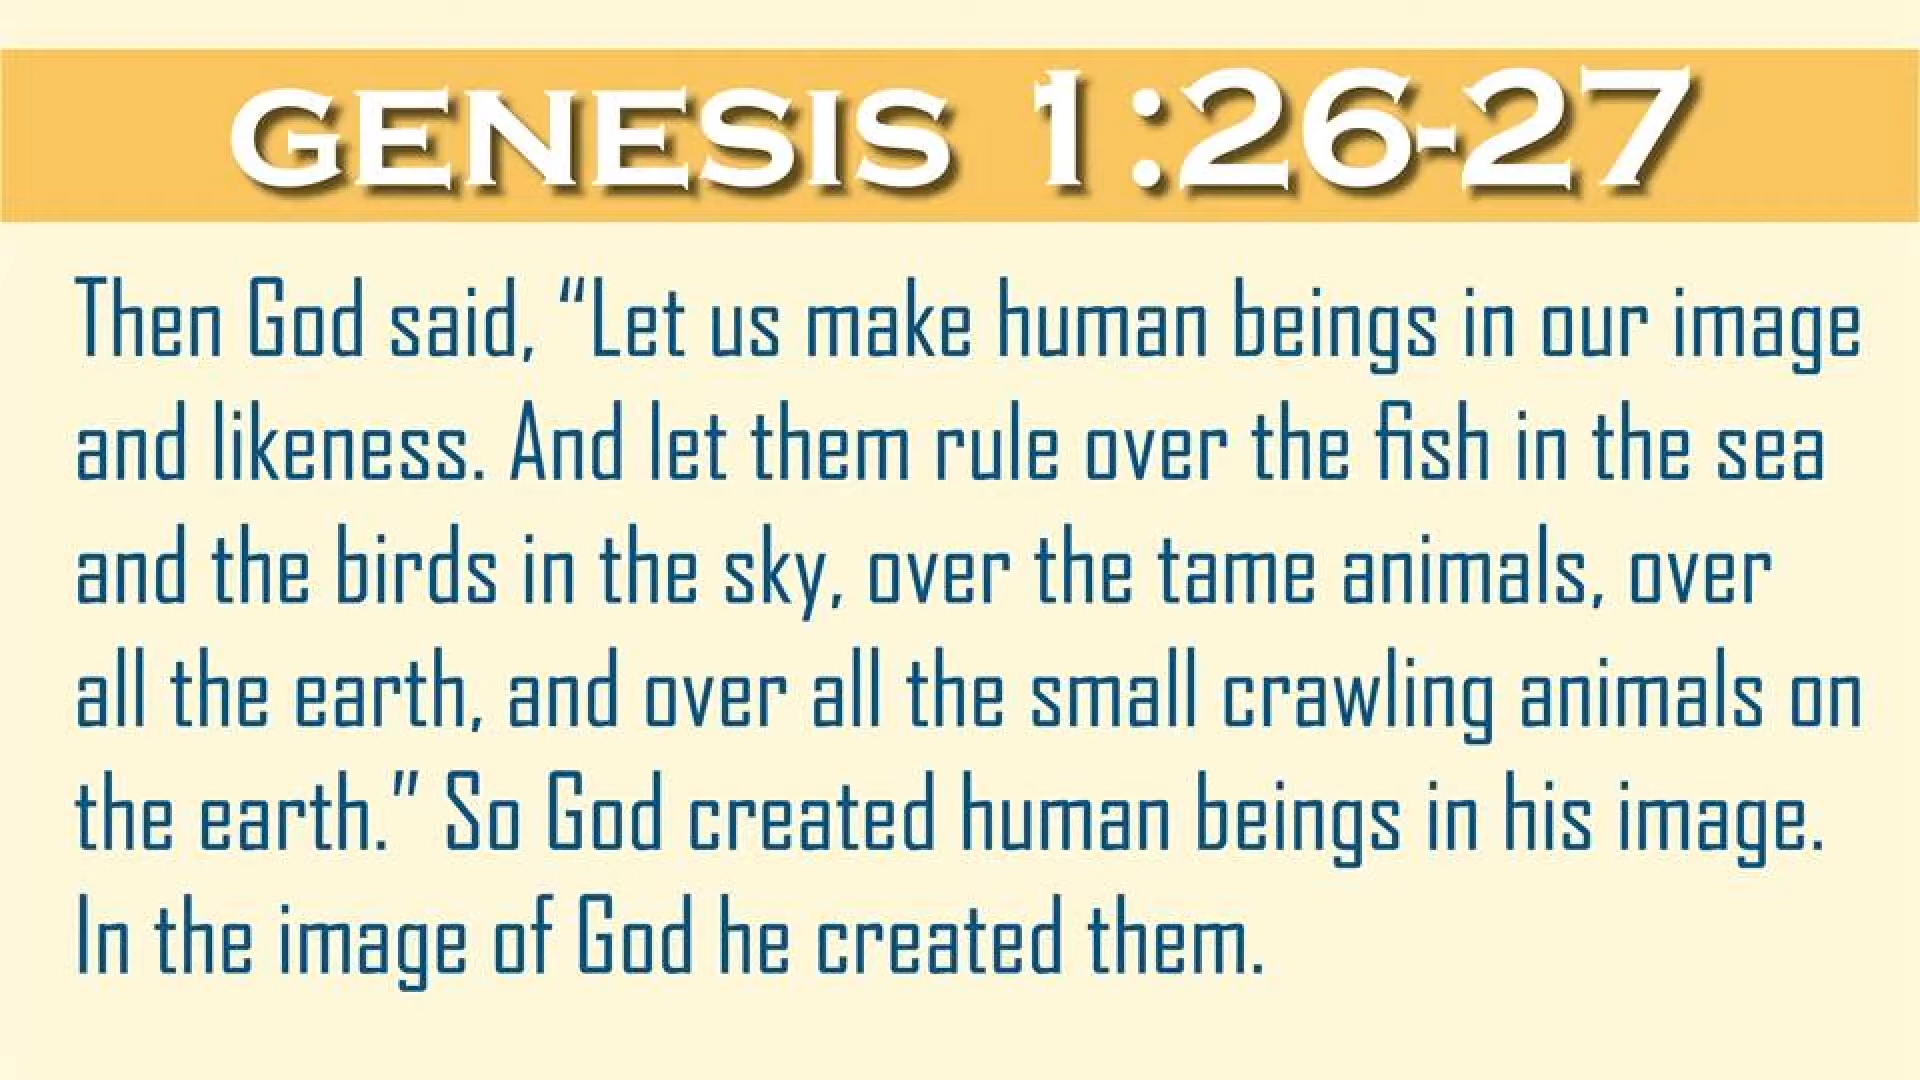 GENESIS 1:26-27
Then God said, “Let us make human beings in our image
and likeness. And let them rule over the fish in the sea
and the birds in the sky, over the tame animals, over
all the earth, and over all the small crawling animals on
the earth.” So God created human beings in his image.
In the image of God he created them.